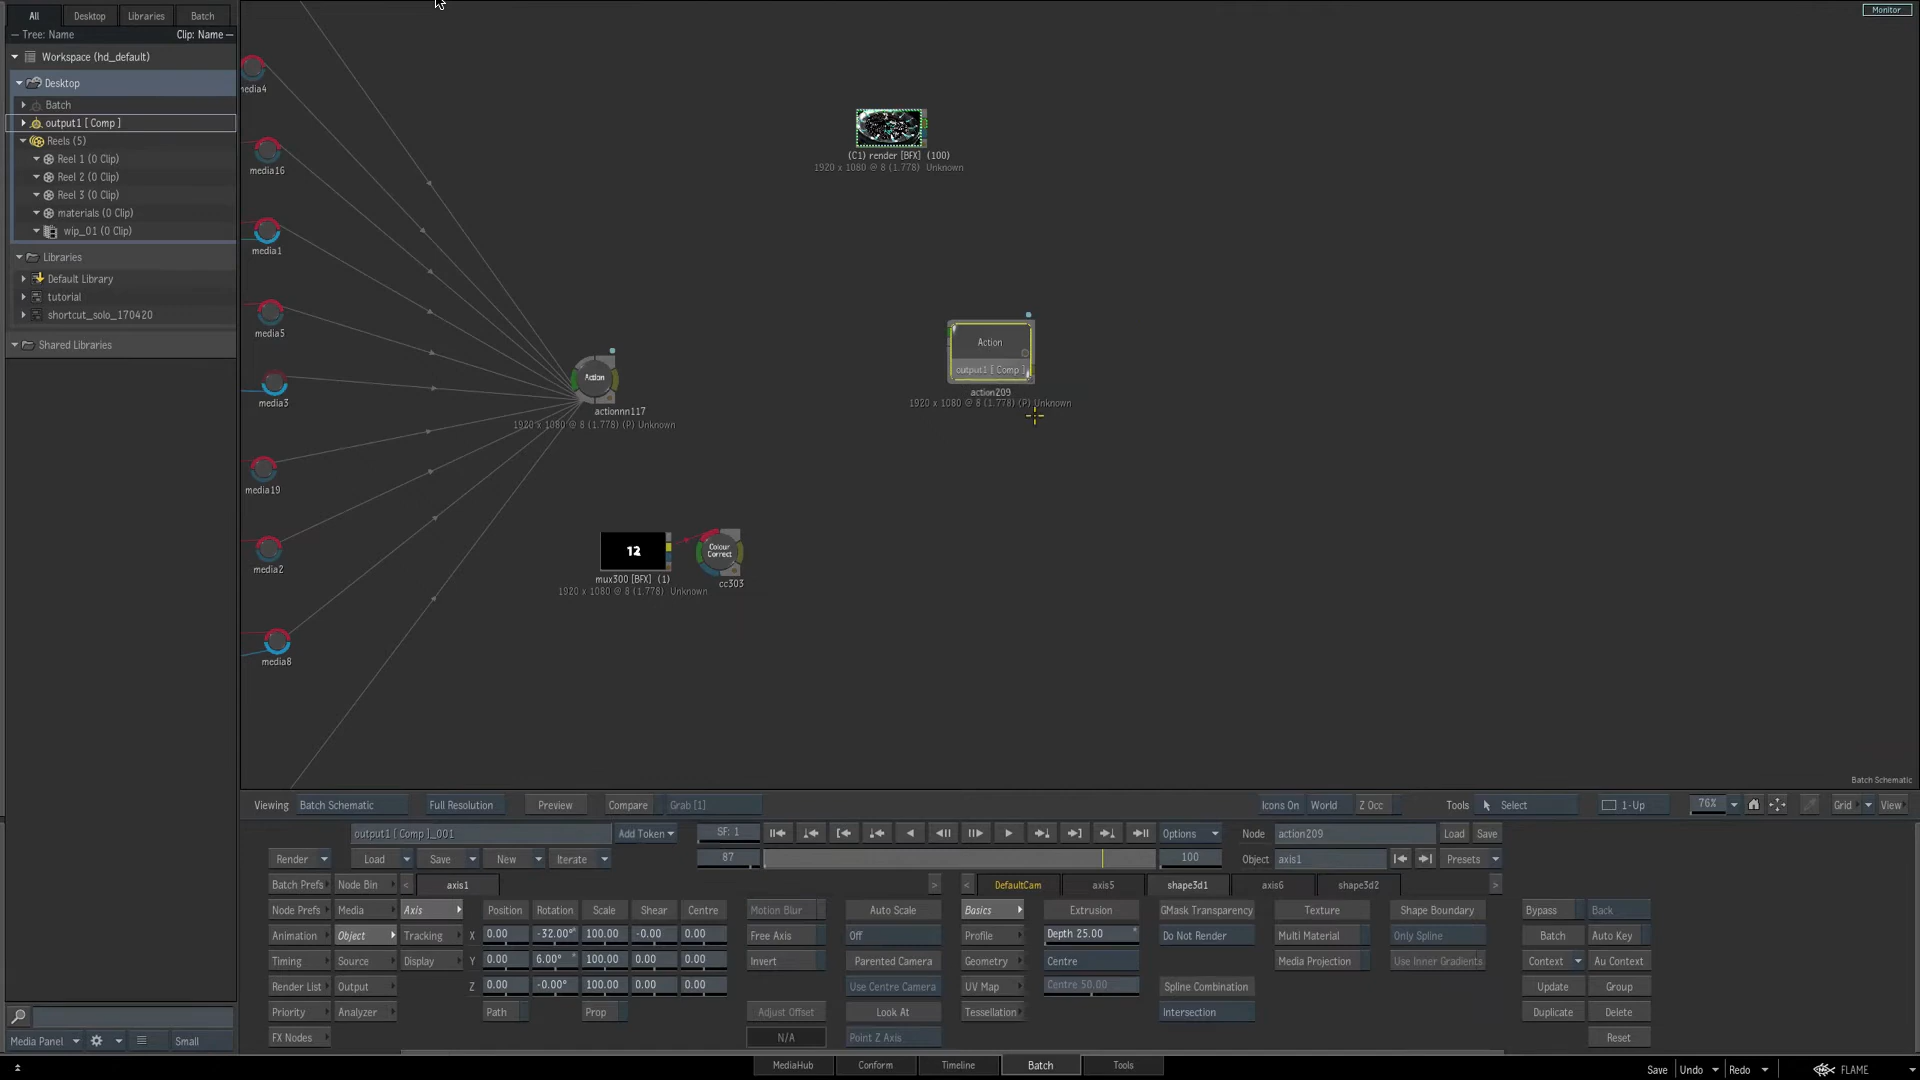 All Desktop Libraries Batch
Tree: Name Clip: Name
Workspace (hd_default)
Desktop
Batch
output1 [ Comp ]
Reels (5)
Reel 1 (0 Clip)
Reel 2 (0 Clip)
Reel 3 (0 Clip)
materials (0 Clip)
wip_01 (0 Clip)
Libraries
Default Library
tutorial
shortcut_solo_170420
Shared Libraries
Monitor
media4
media16
media1
media5
media3
media19
media2
media8
(C1) render [BFX] (100)
1920 x 1080 @ 8 (1.778) Unknown
Action
output1 [ Comp ]
action209
1920 x 1080 @ 8 (1.778) (P) Unknown
Action
actionnn117
1920 x 1080 @ 8 (1.778) (P) Unknown
12
Colour
Correct
mux300 [BFX] (1) cc303
1920 x 1080 @ 8 (1.778) Unknown
Batch Schematic
Viewing Batch Schematic Full Resolution Preview Compare Grab [1] Icons On World Z Occ Tools Select 1-Up 76% Grid View
output1 [ Comp ]_001 Add Token SF: 1 Options Node action209 Load Save
Render Load Save New Iterate 87 100 Object axis1 Presets
Batch Prefs Node Bin < axis1 > < DefaultCam axis5 shape3d1 axis6 shape3d2 >
Node Prefs Media Axis Position Rotation Scale Shear Centre Motion Blur Auto Scale Basics Extrusion GMask Transparency Texture Shape Boundary Bypass Back
Animation Object Tracking X 0.00 -32.00° 100.00 -0.00 0.00 Free Axis Off Profile Depth 25.00 Do Not Render Multi Material Only Spline Batch Auto Key
Timing Source Display Y 0.00 6.00° 100.00 0.00 0.00 Invert Parented Camera Geometry Centre Media Projection Use Inner Gradients Context Au Context
Render List Output Z 0.00 -0.00° 100.00 0.00 0.00 Use Centre Camera UV Map Centre 50.00 Spline Combination Update Group
Priority Analyzer Path Prop Adjust Offset Look At Tessellation Intersection Duplicate Delete
FX Nodes N/A Point Z Axis Reset
Media Panel Small
MediaHub Conform Timeline Batch Tools
Save Undo Redo FLAME